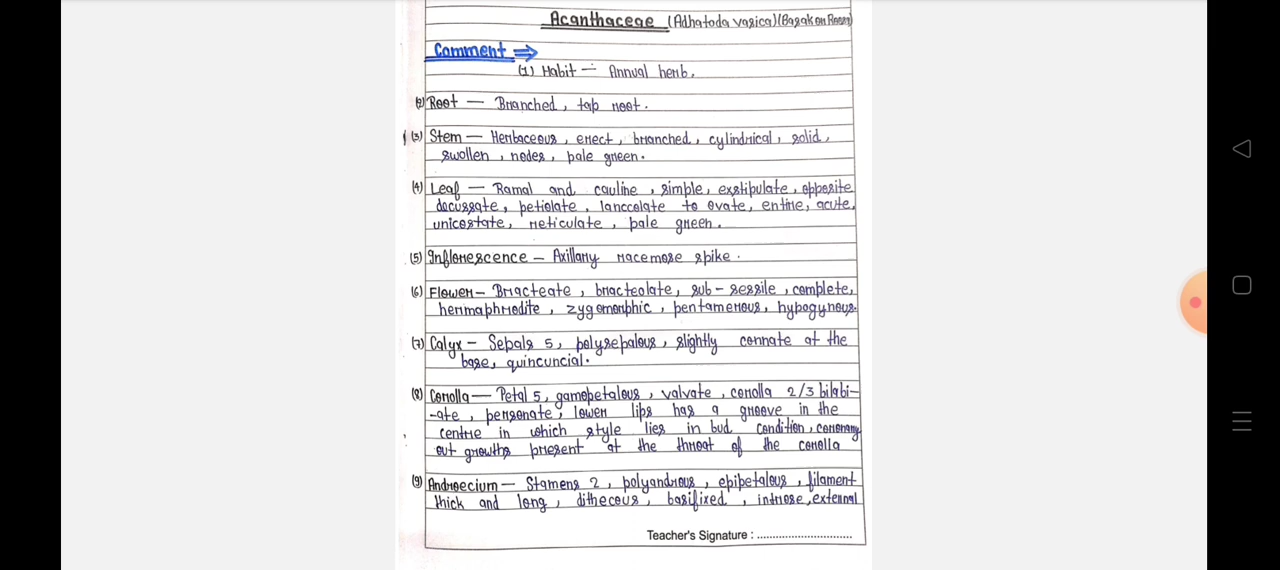 Acanthaceae (Adhatoda vasica)(Basak or Roosa)
Comment ⇒
(1) Habit — Annual herb.
(2) Root — Branched, tap root.
(3) Stem — Herbaceous, erect, branched, cylindrical, solid,
swollen, nodes, pale green.
(4) Leaf — Ramal and cauline, simple, exstipulate, opposite
decussate, petiolate, lanccolate to ovate, entire, acute,
unicostate, reticulate, pale green.
(5) Inflorescence — Axillary racemose spike.
(6) Flower — Bracteate, bracteolate, sub-sessile, complete,
hermaphrodite, zygomorphic, pentamerous, hypogynous.
(7) Calyx — Sepals 5, polysepalous, slightly connate at the
base, quincuncial.
(8) Corolla — Petal 5, gamopetalous, valvate, corolla 2/3 bilabi-
-ate, personate, lower lips has a groove in the
centre in which style lies in bud condition, coronary
out growths present at the throat of the corolla
(9) Androecium — Stamens 2, polyandrous, epipetalous, filament
thick and long, dithecous, basifixed, introse, external
Teacher's Signature : ..............................